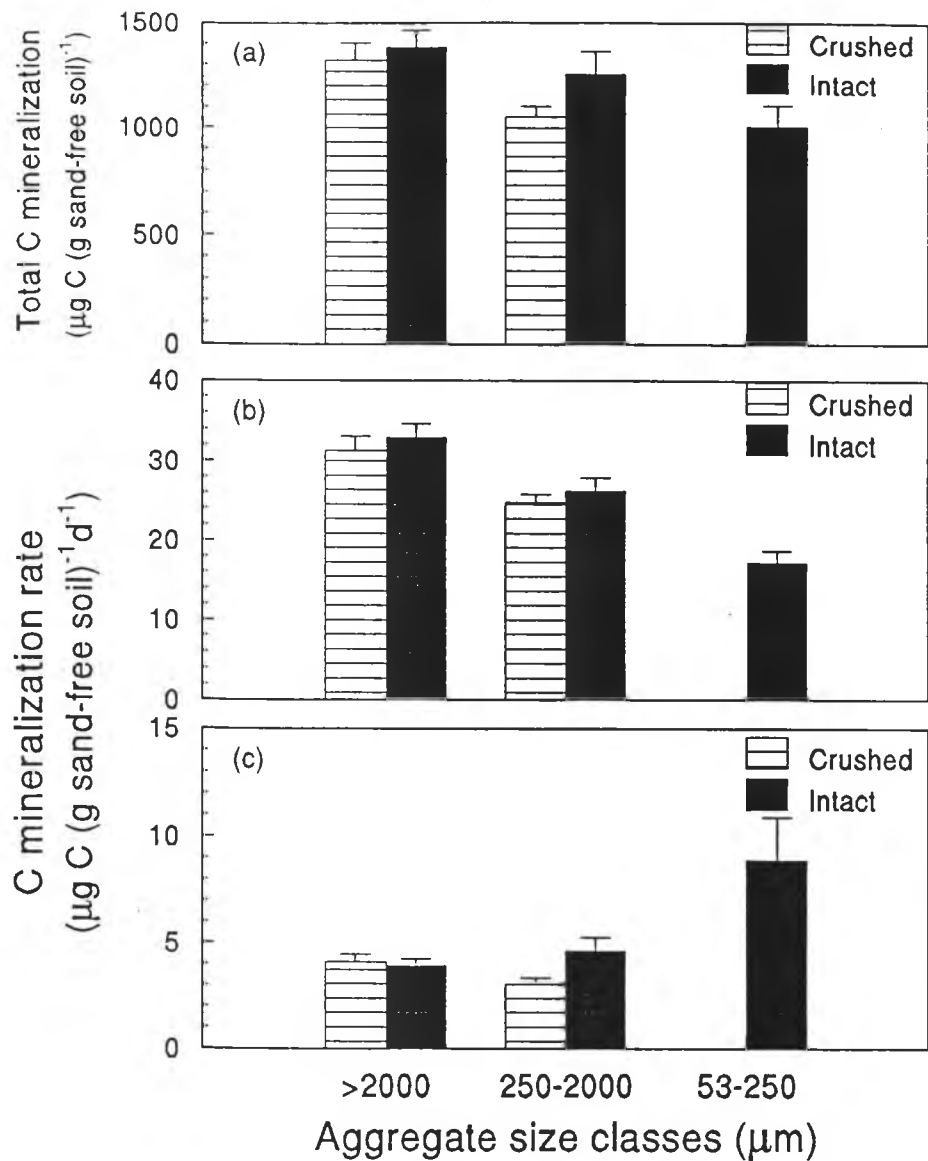 Total C mineralization
(µg C (g sand-free soil)⁻¹
1500
1000
500
0
(a)
Crushed
Intact
C mineralization rate
(µg C (g sand-free soil)⁻¹d⁻¹)
40
30
20
10
0
(b)
Crushed
Intact
15
10
5
0
(c)
Crushed
Intact
>2000 250-2000 53-250
Aggregate size classes (µm)